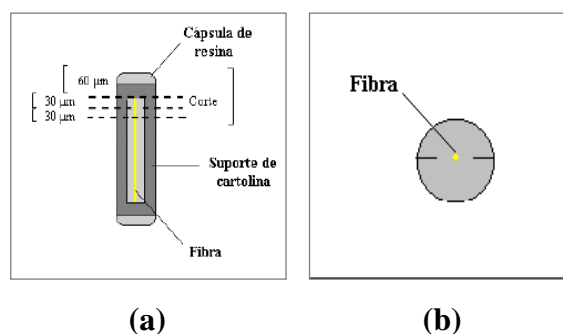 Cápsula de
resina
60 µm
30 µm
30 µm
Corte
Suporte de
cartolina
Fibra
Fibra
(a)
(b)